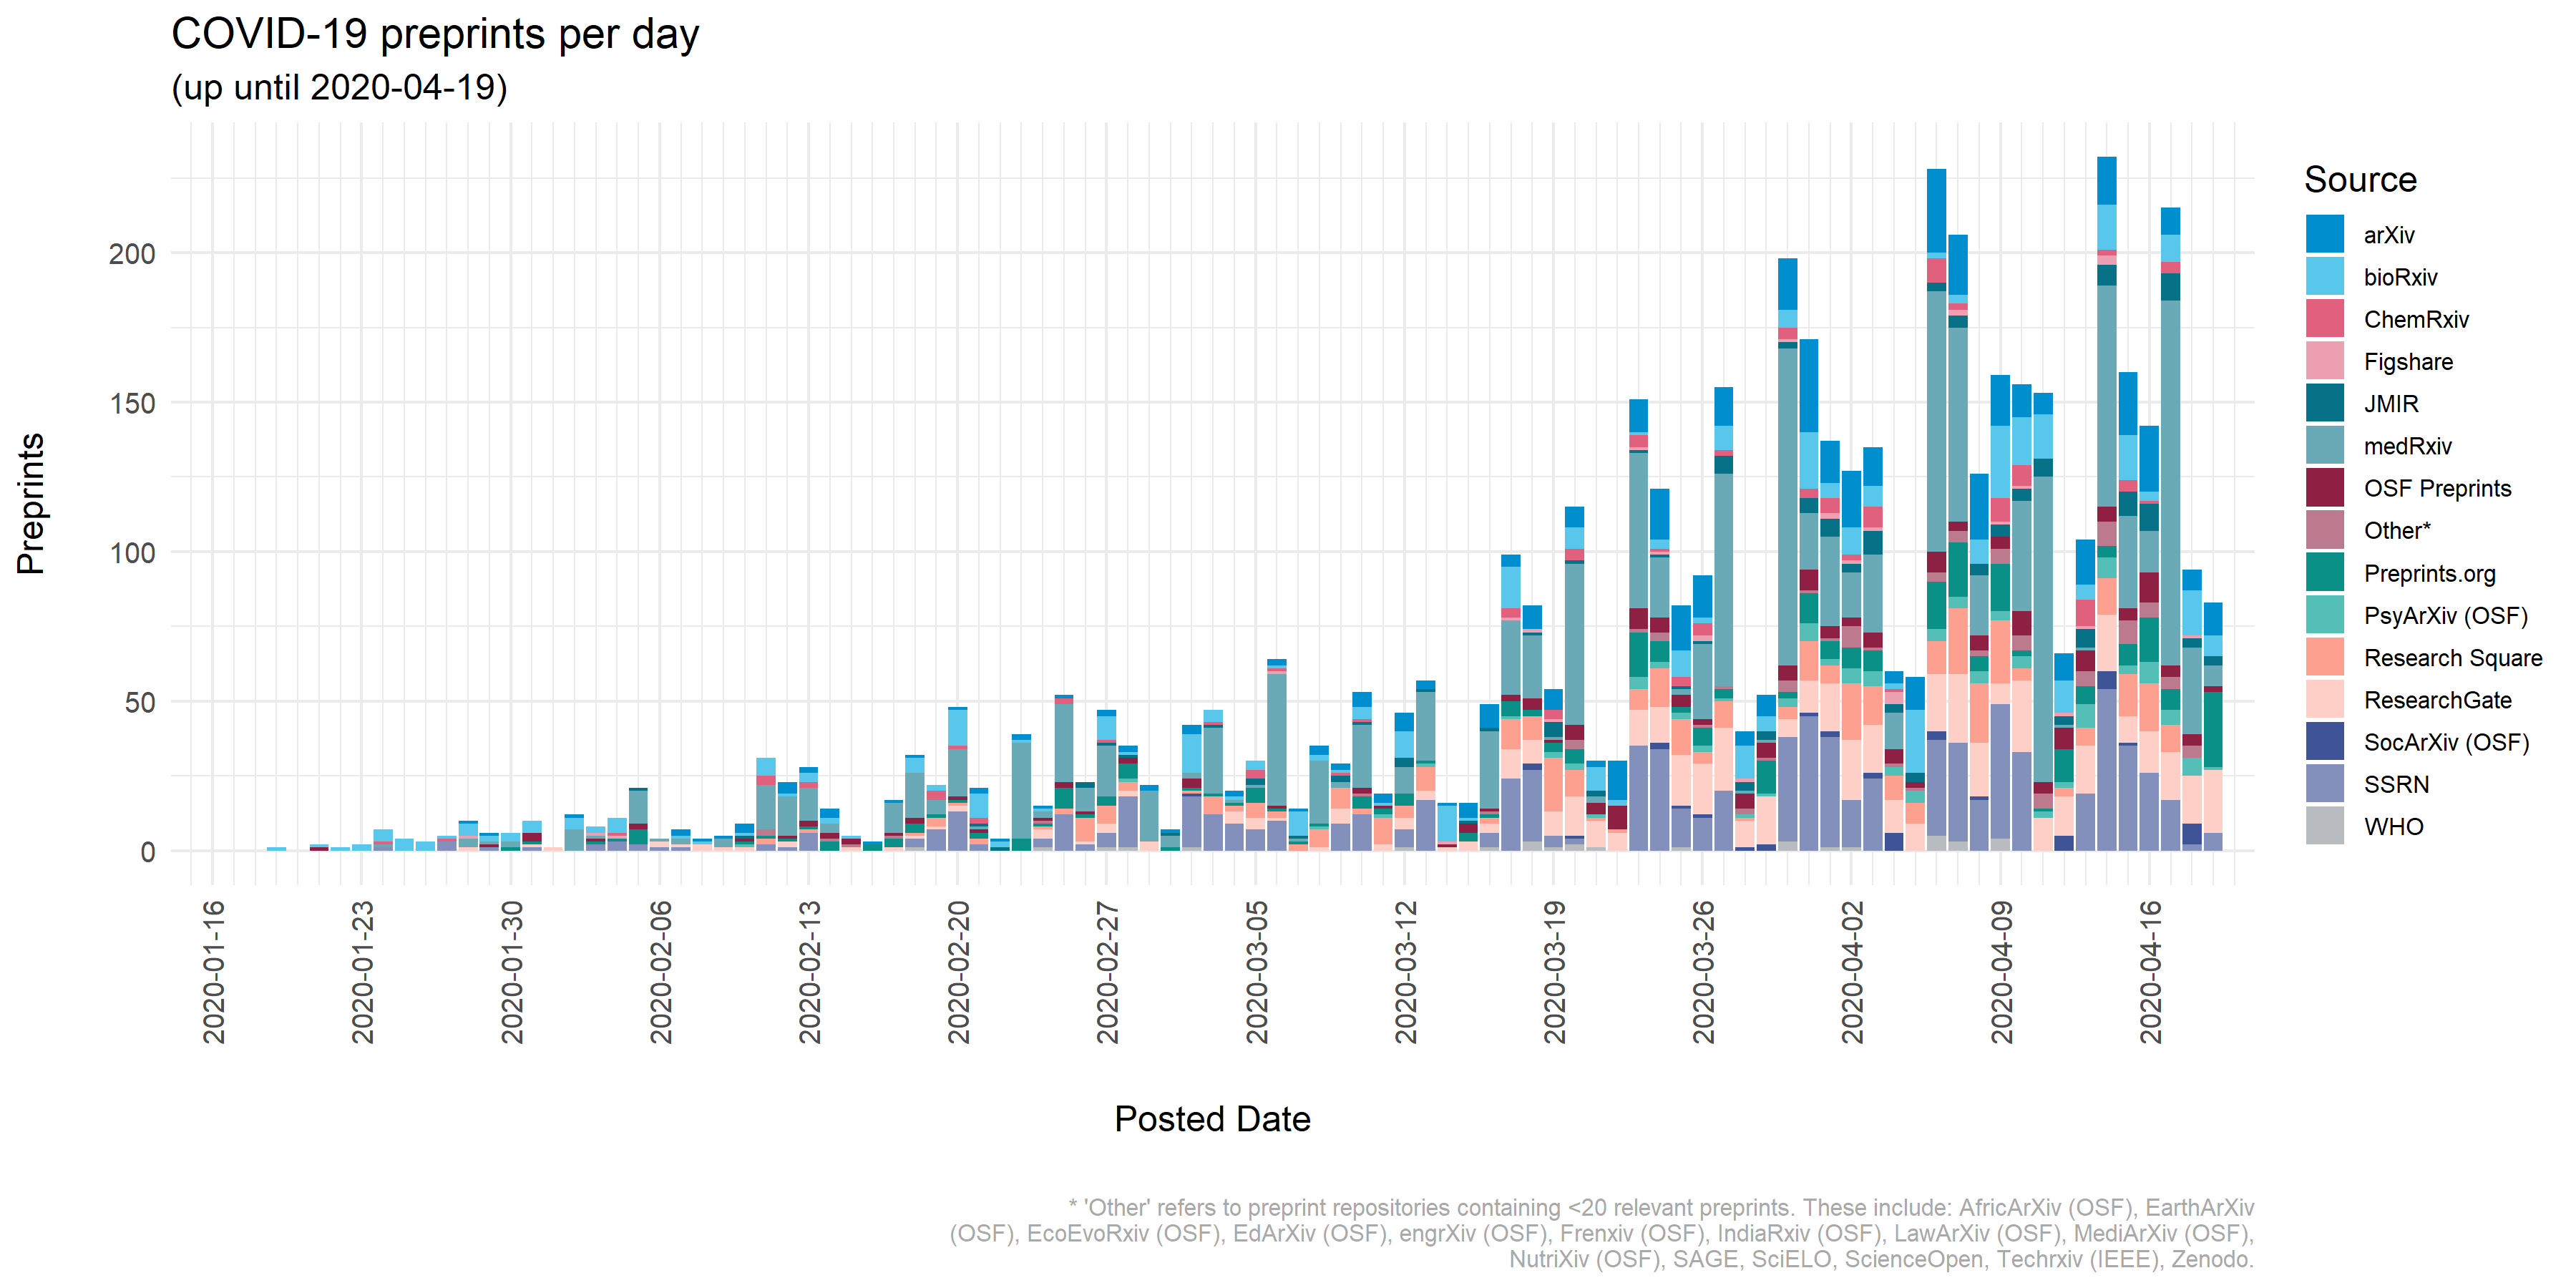 COVID-19 preprints per day
(up until 2020-04-19)
Preprints
200
150
100
50
0
2020-01-16
2020-01-23
2020-01-30
2020-02-06
2020-02-13
2020-02-20
2020-02-27
2020-03-05
2020-03-12
2020-03-19
2020-03-26
2020-04-02
2020-04-09
2020-04-16
Posted Date
Source
arXiv
bioRxiv
ChemRxiv
Figshare
JMIR
medRxiv
OSF Preprints
Other*
Preprints.org
PsyArXiv (OSF)
Research Square
ResearchGate
SocArXiv (OSF)
SSRN
WHO
* 'Other' refers to preprint repositories containing <20 relevant preprints. These include: AfricArXiv (OSF), EarthArXiv
(OSF), EcoEvoRxiv (OSF), EdArXiv (OSF), engrXiv (OSF), Frenxiv (OSF), IndiaRxiv (OSF), LawArXiv (OSF), MediArXiv (OSF),
NutriXiv (OSF), SAGE, SciELO, ScienceOpen, Techrxiv (IEEE), Zenodo.